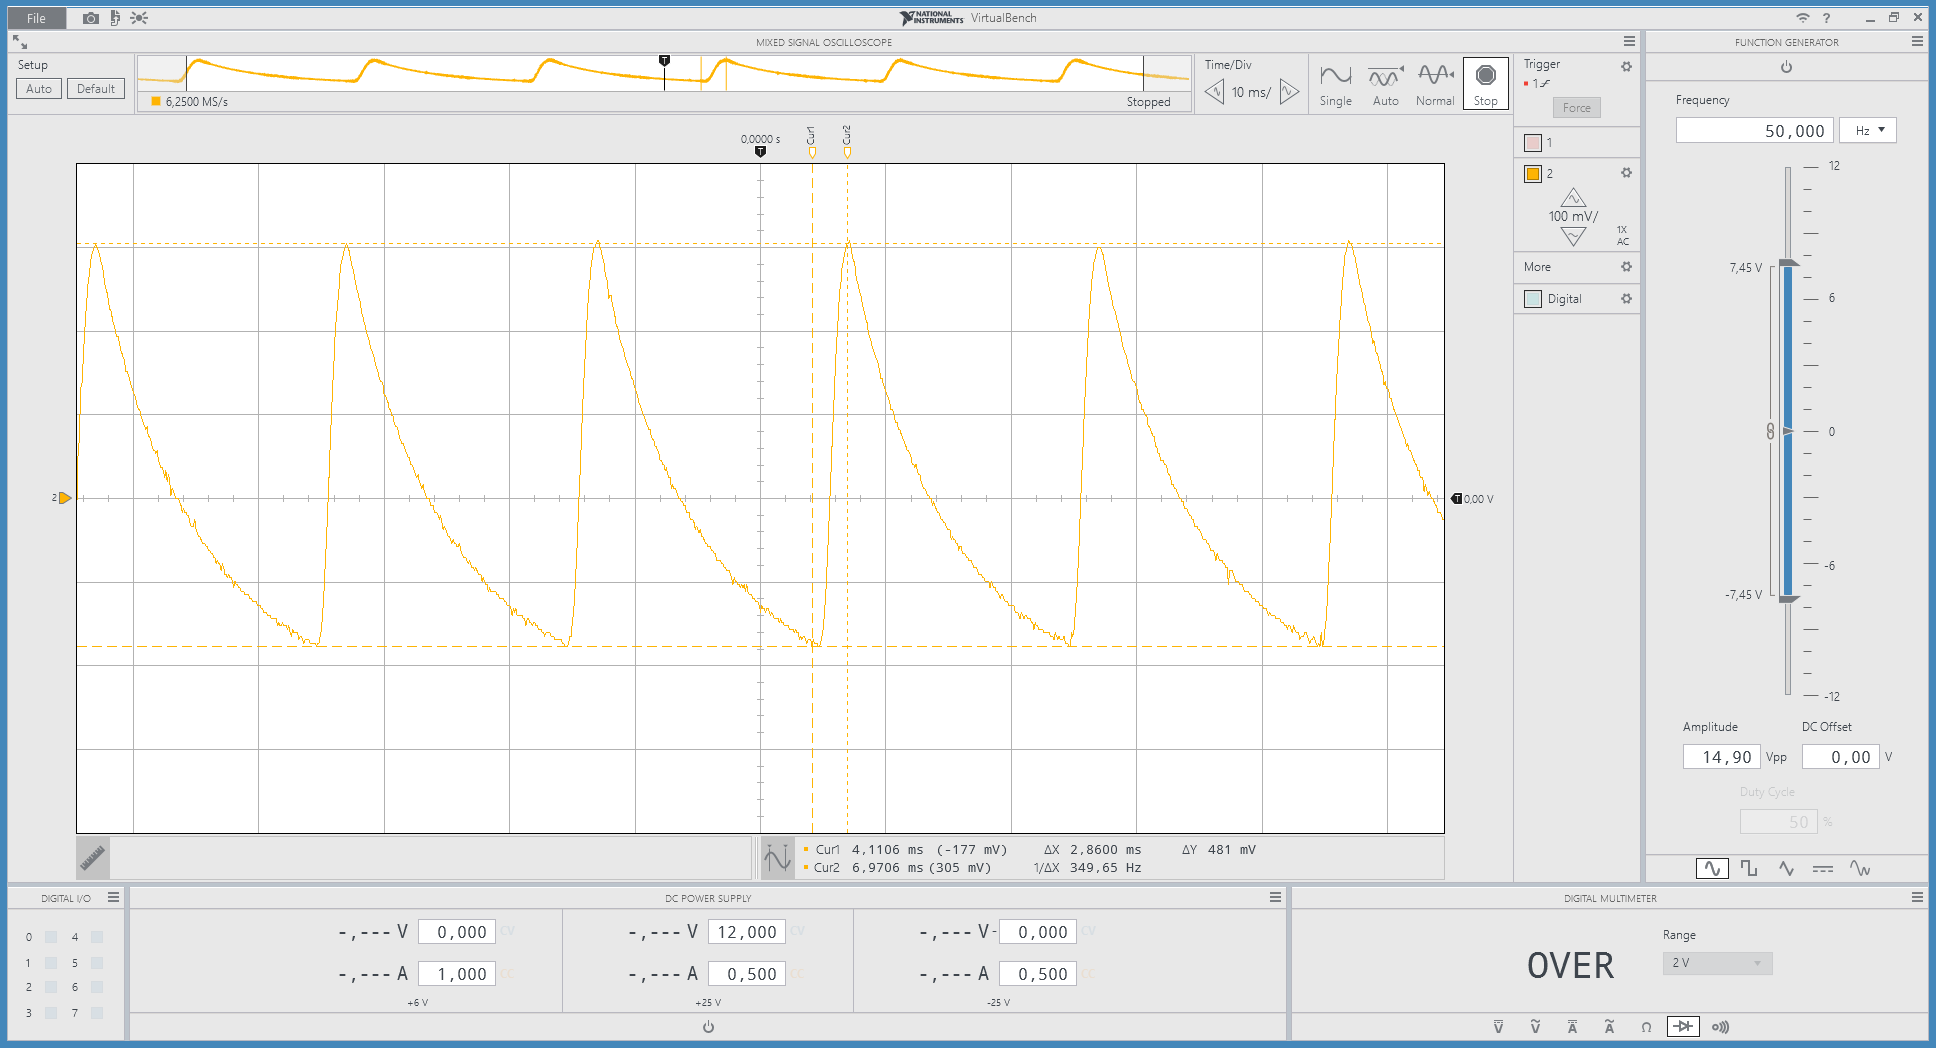 File
NATIONAL INSTRUMENTS VirtualBench
?
MIXED SIGNAL OSCILLOSCOPE
FUNCTION GENERATOR
Setup
Auto Default
T
6,2500 MS/s
Stopped
Time/Div
10 ms/
Single Auto Normal Stop
Trigger
1
Force
1
2
100 mV/
1X
AC
More
Digital
0,0000 s
T
Cur1
Cur2
2
T 0,00 V
Frequency
50,000 Hz
12
7,45 V
6
0
-6
-7,45 V
-12
Amplitude DC Offset
14,90 Vpp 0,00 V
Duty Cycle
50 %
Cur1 4,1106 ms (-177 mV) ΔX 2,8600 ms ΔY 481 mV
Cur2 6,9706 ms (305 mV) 1/ΔX 349,65 Hz
DIGITAL I/O
0 4
1 5
2 6
3 7
DC POWER SUPPLY
-,--- V 0,000 CV -,--- V 12,000 CV -,--- V - 0,000 CV
-,--- A 1,000 CC -,--- A 0,500 CC -,--- A 0,500 CC
+6 V +25 V -25 V
DIGITAL MULTIMETER
OVER
Range
2 V
V V A A Ω